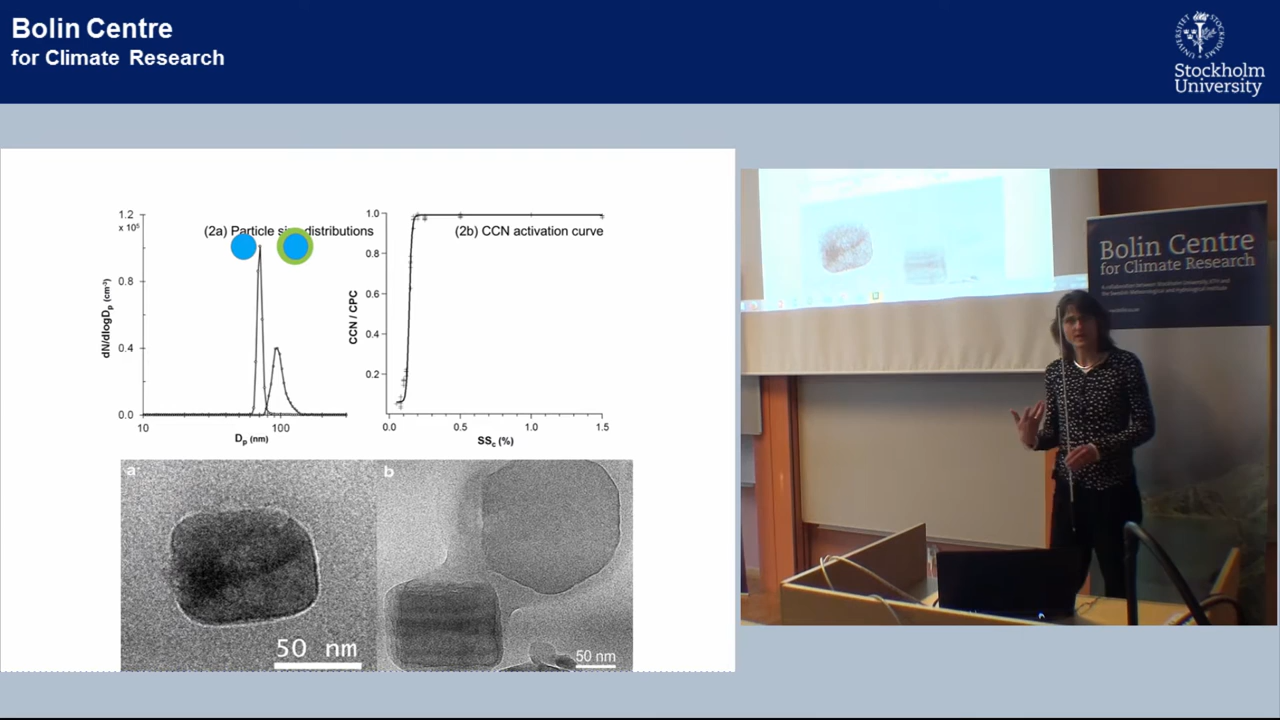 Bolin Centre
for Climate Research
UNIVERSITET STOCKHOLMS
Stockholm
University
(2a) Particle size distributions
(2b) CCN activation curve
1.2
x 10⁵
0.8
0.4
0.0
10
100
dN/dlogDp (cm⁻³)
Dp (nm)
1.0
0.8
0.6
0.4
0.2
0.0
0.5
1.0
1.5
CCN / CPC
SSc (%)
a
50 nm
b
50 nm
Bolin Centre
for Climate Research